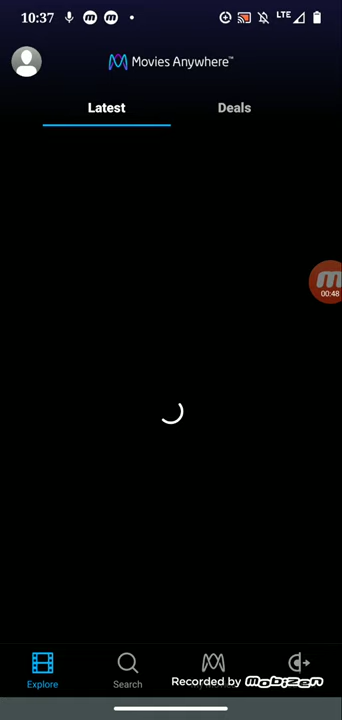 10:37
LTE
Movies Anywhere™
Latest
Deals
00:48
Explore
Search
Recorded by mobizen